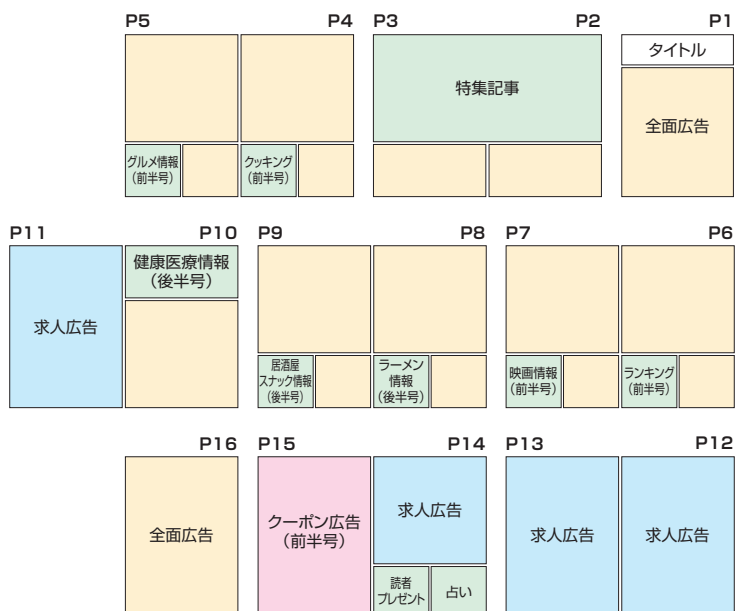 P5
P4
P3
P2
P1
タイトル
特集記事
全面広告
グルメ情報
(前半号)
クッキング
(前半号)
P11
P10
P9
P8
P7
P6
健康医療情報
(後半号)
求人広告
居酒屋
スナック情報
(後半号)
ラーメン
情報
(後半号)
映画情報
(前半号)
ランキング
(前半号)
P16
P15
P14
P13
P12
全面広告
クーポン広告
(前半号)
求人広告
求人広告
求人広告
読者
プレゼント
占い